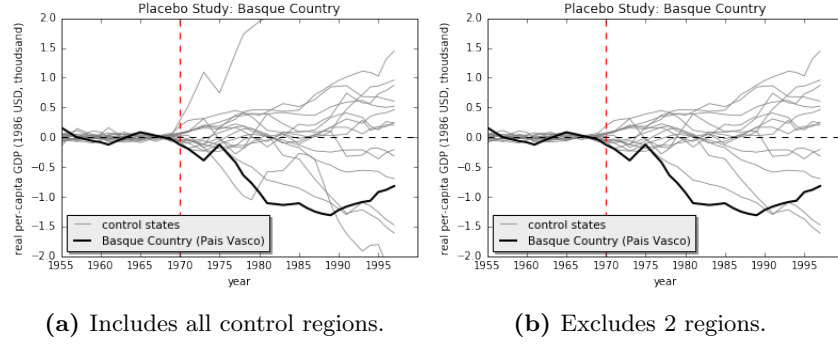 Placebo Study: Basque Country
real per-capita GDP (1986 USD, thoudsand)
2.0
1.5
1.0
0.5
0.0
−0.5
−1.0
−1.5
−2.0
control states
Basque Country (Pais Vasco)
1955 1960 1965 1970 1975 1980 1985 1990 1995
year
Placebo Study: Basque Country
real per-capita GDP (1986 USD, thoudsand)
2.0
1.5
1.0
0.5
0.0
−0.5
−1.0
−1.5
−2.0
control states
Basque Country (Pais Vasco)
1955 1960 1965 1970 1975 1980 1985 1990 1995
year
(a) Includes all control regions.
(b) Excludes 2 regions.